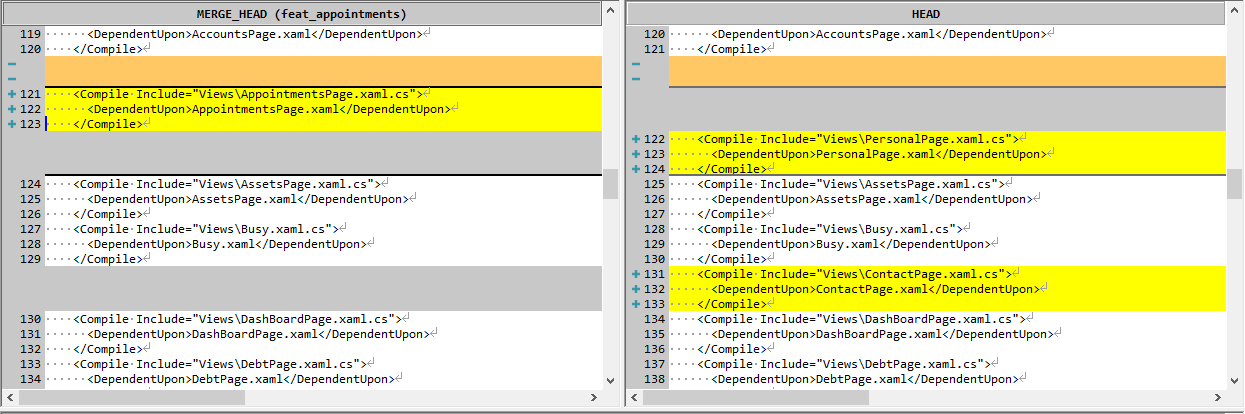 MERGE_HEAD (feat_appointments)
119 ······<DependentUpon>AccountsPage.xaml</DependentUpon>
120 ····</Compile>
121 ····<Compile·Include="Views\AppointmentsPage.xaml.cs">
122 ······<DependentUpon>AppointmentsPage.xaml</DependentUpon>
123 ····</Compile>
124 ····<Compile·Include="Views\AssetsPage.xaml.cs">
125 ······<DependentUpon>AssetsPage.xaml</DependentUpon>
126 ····</Compile>
127 ····<Compile·Include="Views\Busy.xaml.cs">
128 ······<DependentUpon>Busy.xaml</DependentUpon>
129 ····</Compile>
130 ····<Compile·Include="Views\DashBoardPage.xaml.cs">
131 ······<DependentUpon>DashBoardPage.xaml</DependentUpon>
132 ····</Compile>
133 ····<Compile·Include="Views\DebtPage.xaml.cs">
134 ······<DependentUpon>DebtPage.xaml</DependentUpon>
HEAD
120 ······<DependentUpon>AccountsPage.xaml</DependentUpon>
121 ····</Compile>
122 ····<Compile·Include="Views\PersonalPage.xaml.cs">
123 ······<DependentUpon>PersonalPage.xaml</DependentUpon>
124 ····</Compile>
125 ····<Compile·Include="Views\AssetsPage.xaml.cs">
126 ······<DependentUpon>AssetsPage.xaml</DependentUpon>
127 ····</Compile>
128 ····<Compile·Include="Views\Busy.xaml.cs">
129 ······<DependentUpon>Busy.xaml</DependentUpon>
130 ····</Compile>
131 ····<Compile·Include="Views\ContactPage.xaml.cs">
132 ······<DependentUpon>ContactPage.xaml</DependentUpon>
133 ····</Compile>
134 ····<Compile·Include="Views\DashBoardPage.xaml.cs">
135 ······<DependentUpon>DashBoardPage.xaml</DependentUpon>
136 ····</Compile>
137 ····<Compile·Include="Views\DebtPage.xaml.cs">
138 ······<DependentUpon>DebtPage.xaml</DependentUpon>